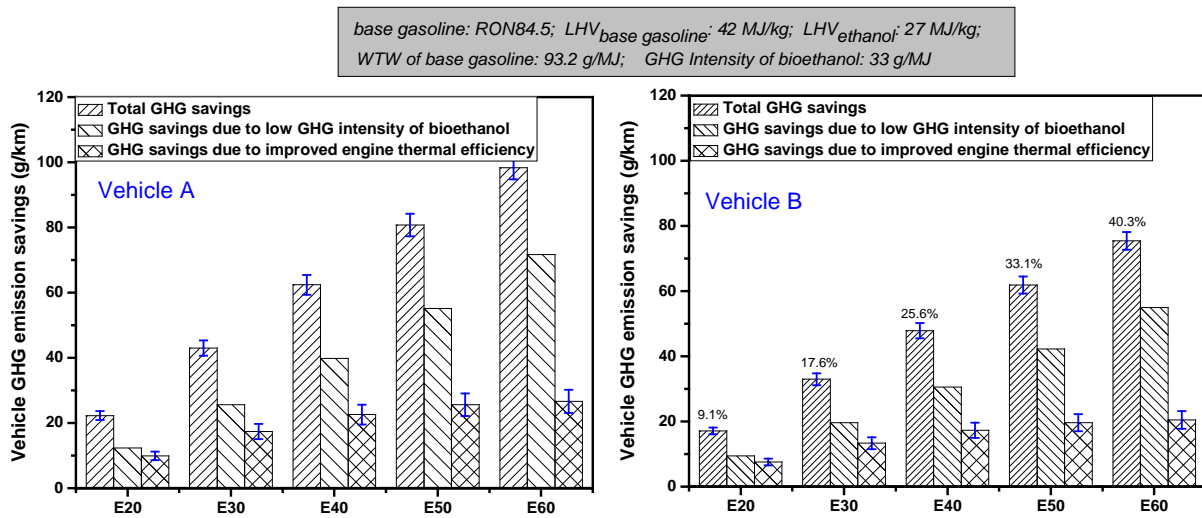 base gasoline: RON84.5; LHV base gasoline: 42 MJ/kg; LHV ethanol: 27 MJ/kg;
WTW of base gasoline: 93.2 g/MJ; GHG Intensity of bioethanol: 33 g/MJ
Vehicle GHG emission savings (g/km)
120
100
80
60
40
20
0
Total GHG savings
GHG savings due to low GHG intensity of bioethanol
GHG savings due to improved engine thermal efficiency
Vehicle A
E20 E30 E40 E50 E60
Vehicle GHG emission savings (g/km)
120
100
80
60
40
20
0
Total GHG savings
GHG savings due to low GHG intensity of bioethanol
GHG savings due to improved engine thermal efficiency
Vehicle B
9.1%
17.6%
25.6%
33.1%
40.3%
E20 E30 E40 E50 E60